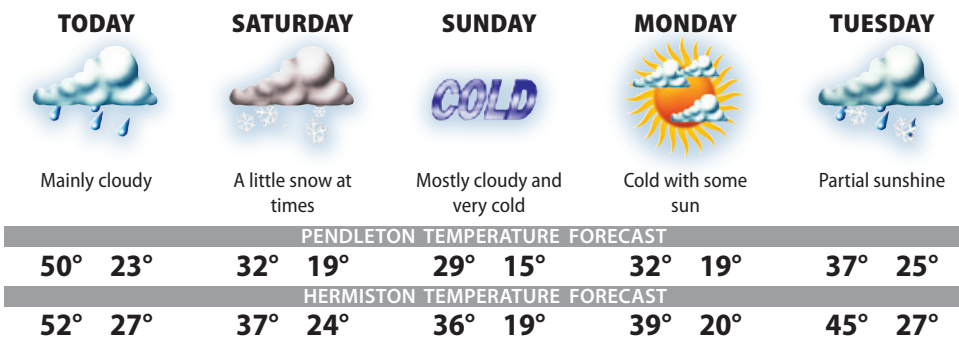 TODAY SATURDAY SUNDAY MONDAY TUESDAY
COLD
Mainly cloudy A little snow at Mostly cloudy and Cold with some Partial sunshine
times very cold sun
PENDLETON TEMPERATURE FORECAST
50° 23° 32° 19° 29° 15° 32° 19° 37° 25°
HERMISTON TEMPERATURE FORECAST
52° 27° 37° 24° 36° 19° 39° 20° 45° 27°